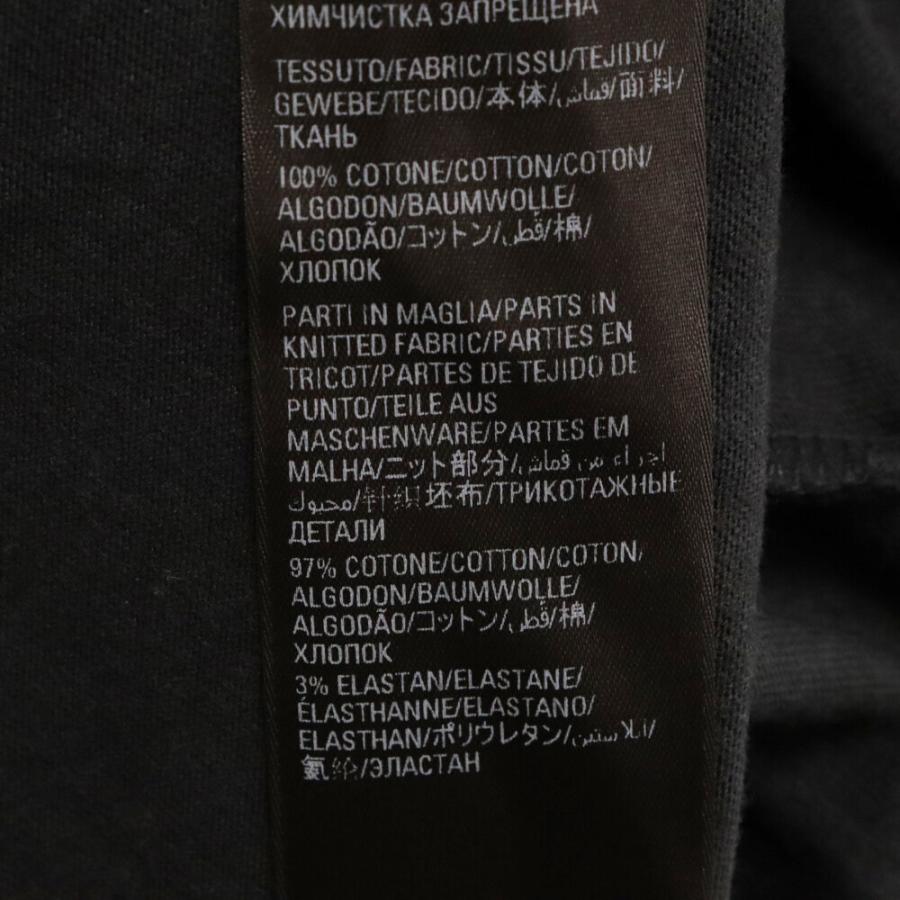 ХИМЧИСТКА ЗАПРЕЩЕНА
TESSUTO/FABRIC/TISSU/TEJIDO/
GEWEBE/TECIDO/本体/قماش/面料/
ТКАНЬ
100% COTONE/COTTON/COTON/
ALGODON/BAUMWOLLE/
ALGODÃO/コットン/قطن/棉/
ХЛОПОК
PARTI IN MAGLIA/PARTS IN
KNITTED FABRIC/PARTIES EN
TRICOT/PARTES DE TEJIDO DE
PUNTO/TEILE AUS
MASCHENWARE/PARTES EM
MALHA/ニット部分/اجزاء من قماش
محبوك/针织坯布/ТРИКОТАЖНЫЕ
ДЕТАЛИ
97% COTONE/COTTON/COTON/
ALGODON/BAUMWOLLE/
ALGODÃO/コットン/قطن/棉/
ХЛОПОК
3% ELASTAN/ELASTANE/
ÉLASTHANNE/ELASTANO/
ELASTHAN/ポリウレタン/ايلاستين/
氨纶/ЭЛАСТАН